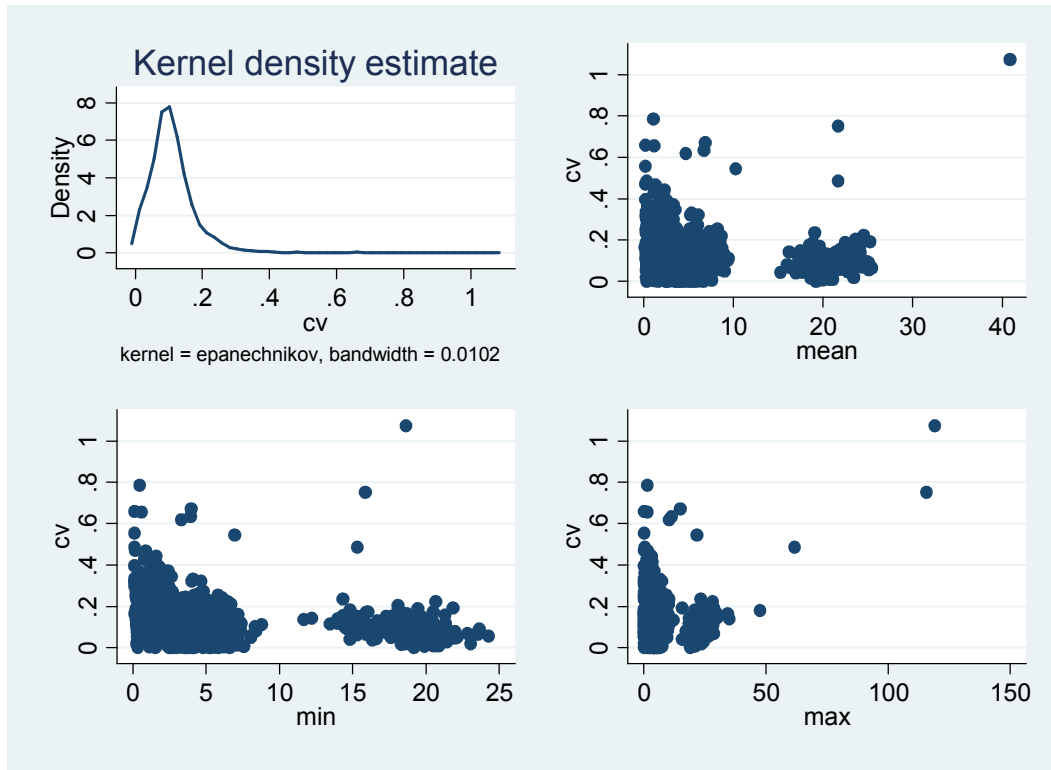 Kernel density estimate
Density
8
6
4
2
0
0 .2 .4 .6 .8 1
cv
kernel = epanechnikov, bandwidth = 0.0102
cv
1
.8
.6
.4
.2
0
0 10 20 30 40
mean
cv
1
.8
.6
.4
.2
0
0 5 10 15 20 25
min
cv
1
.8
.6
.4
.2
0
0 50 100 150
max